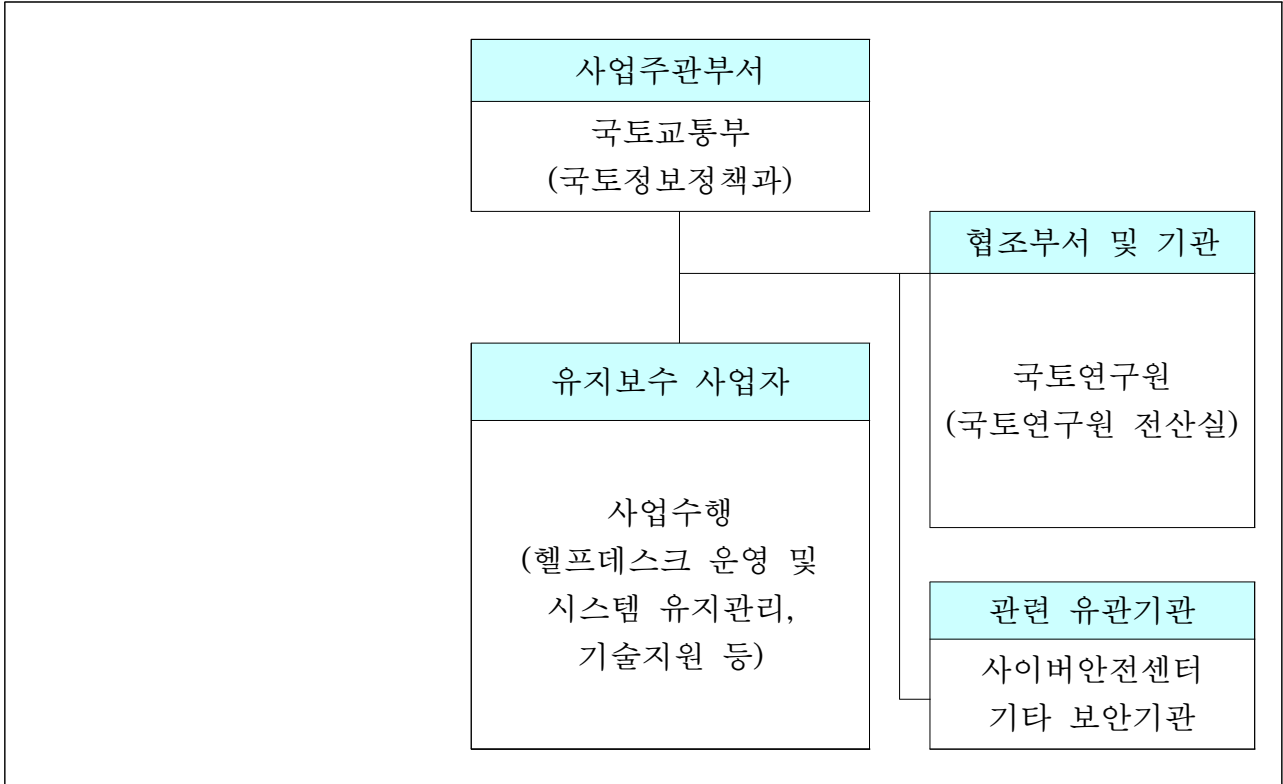 사업주관부서
국토교통부
(국토정보정책과)
협조부서 및 기관
국토연구원
(국토연구원 전산실)
유지보수 사업자
사업수행
(헬프데스크 운영 및
시스템 유지관리,
기술지원 등)
관련 유관기관
사이버안전센터
기타 보안기관